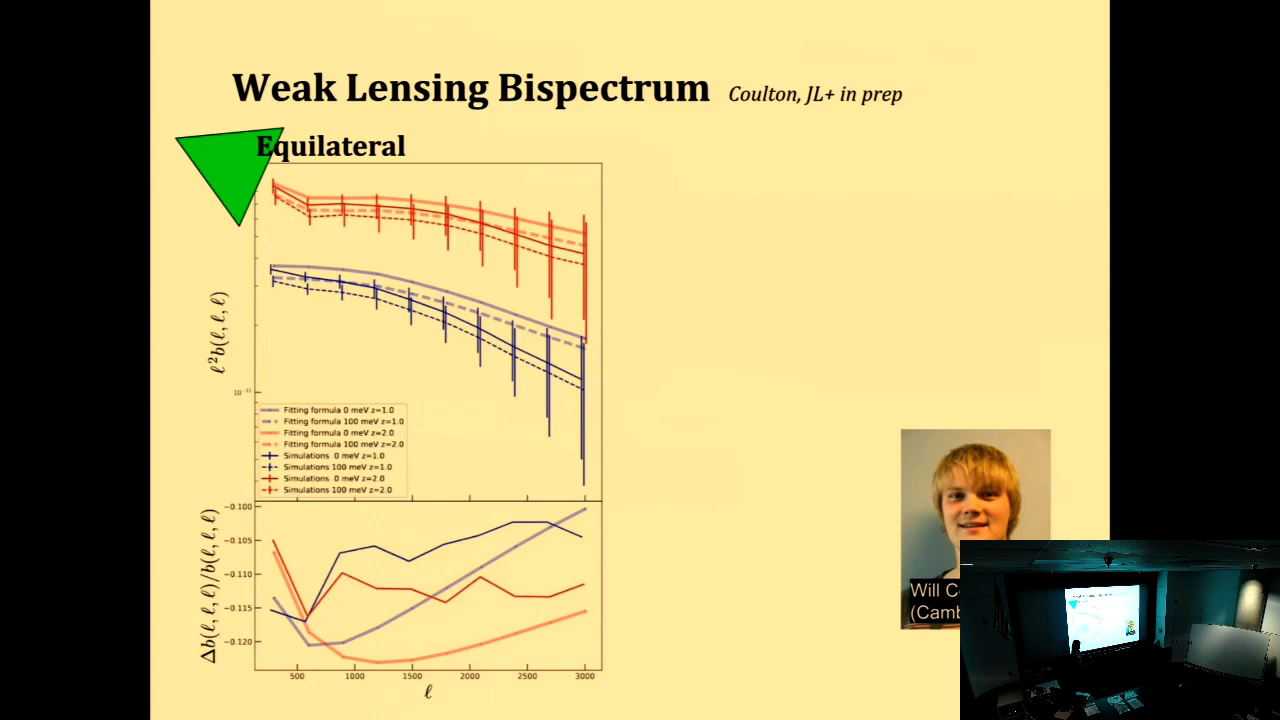 Weak Lensing Bispectrum Coulton, JL+ in prep
Equilateral
ℓ²b(ℓ, ℓ, ℓ)
10⁻¹¹
Fitting formula 0 meV z=1.0
Fitting formula 100 meV z=1.0
Fitting formula 0 meV z=2.0
Fitting formula 100 meV z=2.0
Simulations 0 meV z=1.0
Simulations 100 meV z=1.0
Simulations 0 meV z=2.0
Simulations 100 meV z=2.0
Δb(ℓ, ℓ, ℓ)/b(ℓ, ℓ, ℓ)
−0.100
−0.105
−0.110
−0.115
−0.120
500 1000 1500 2000 2500 3000
ℓ
Will